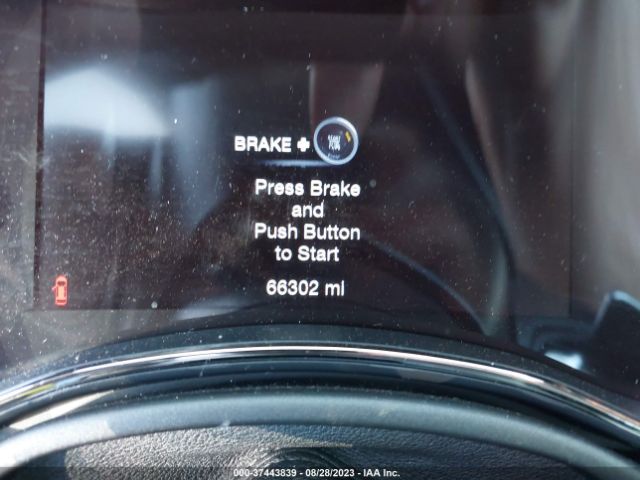 BRAKE +
Press Brake
and
Push Button
to Start
66302 mi
000-37443839 - 08/28/2023 - IAA Inc.